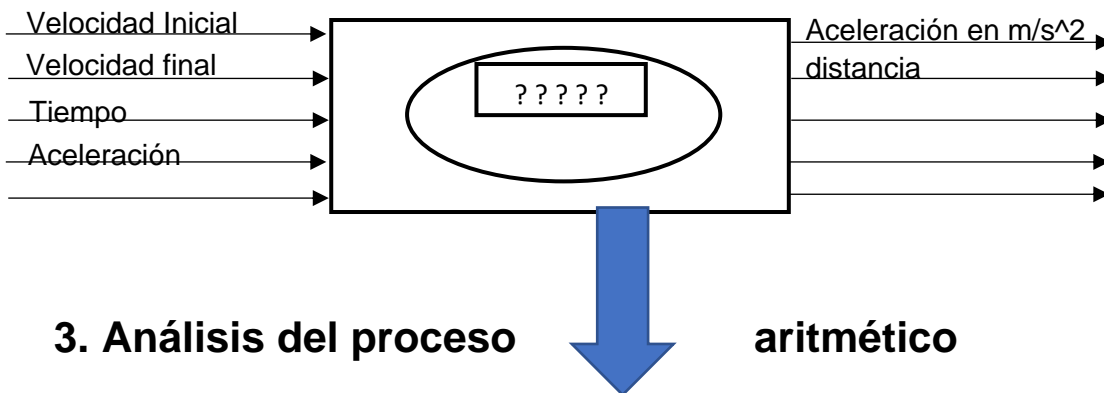 Velocidad Inicial
Velocidad final
Tiempo
Aceleración
? ? ? ? ?
Aceleración en m/s^2
distancia
3. Análisis del proceso aritmético